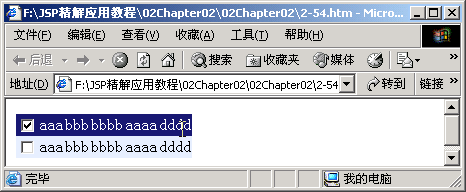 F:\JSP精解应用教程\02Chapter02\02Chapter02\2-54.htm - Micro...
文件(F) 编辑(E) 查看(V) 收藏(A) 工具(T) 帮助(H)
后退 搜索 收藏夹 媒体
地址(D) F:\JSP精解应用教程\02Chapter02\02Chapter02\2-54 转到 链接 »
aaa bbb bbbb aaaa dddd
aaa bbb bbbb aaaa dddd
完毕 我的电脑